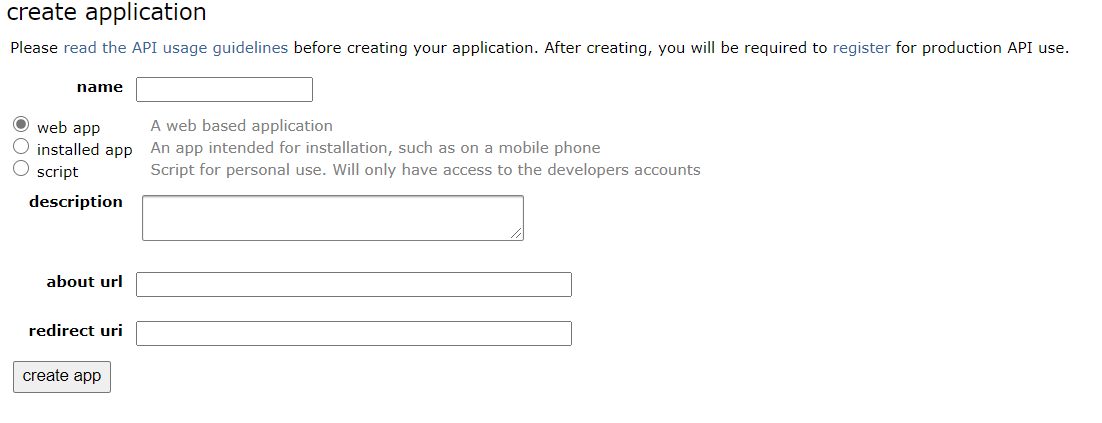 create application
Please read the API usage guidelines before creating your application. After creating, you will be required to register for production API use.
name
web app A web based application
installed app An app intended for installation, such as on a mobile phone
script Script for personal use. Will only have access to the developers accounts
description
about url
redirect uri
create app